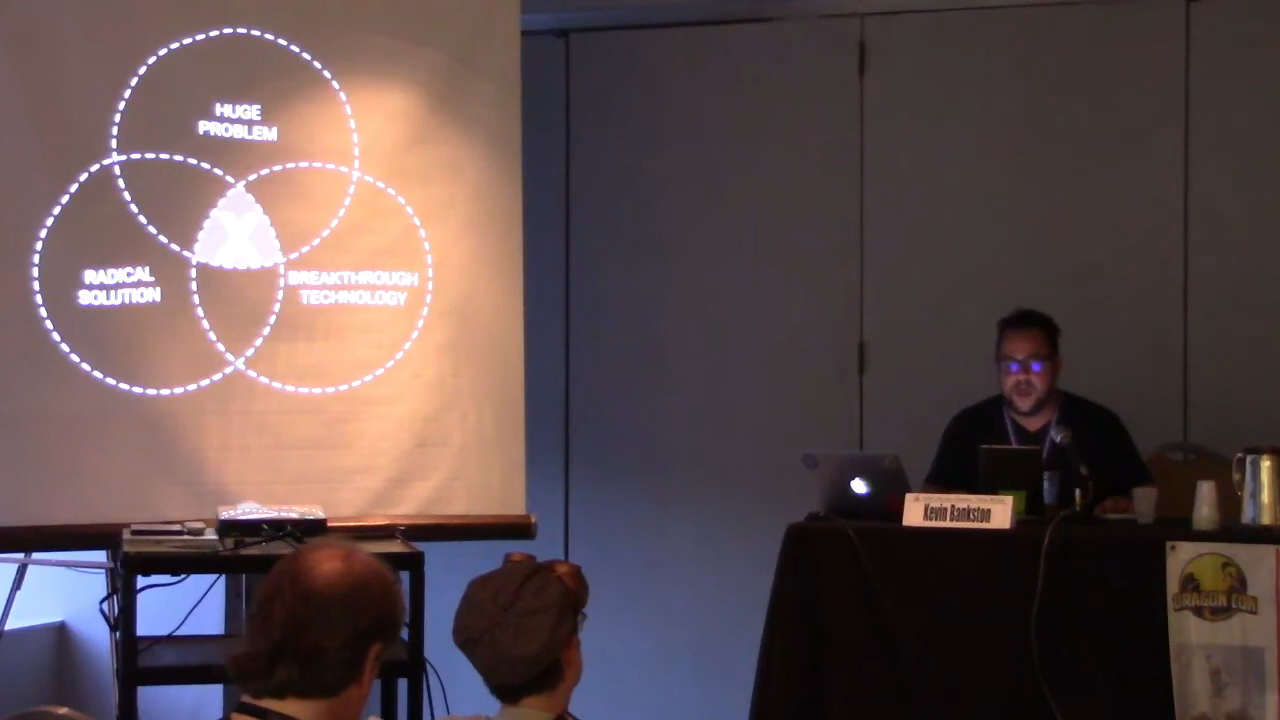 HUGE
PROBLEM
RADICAL
SOLUTION
BREAKTHROUGH
TECHNOLOGY
Kevin Bankston
DRAGON CON